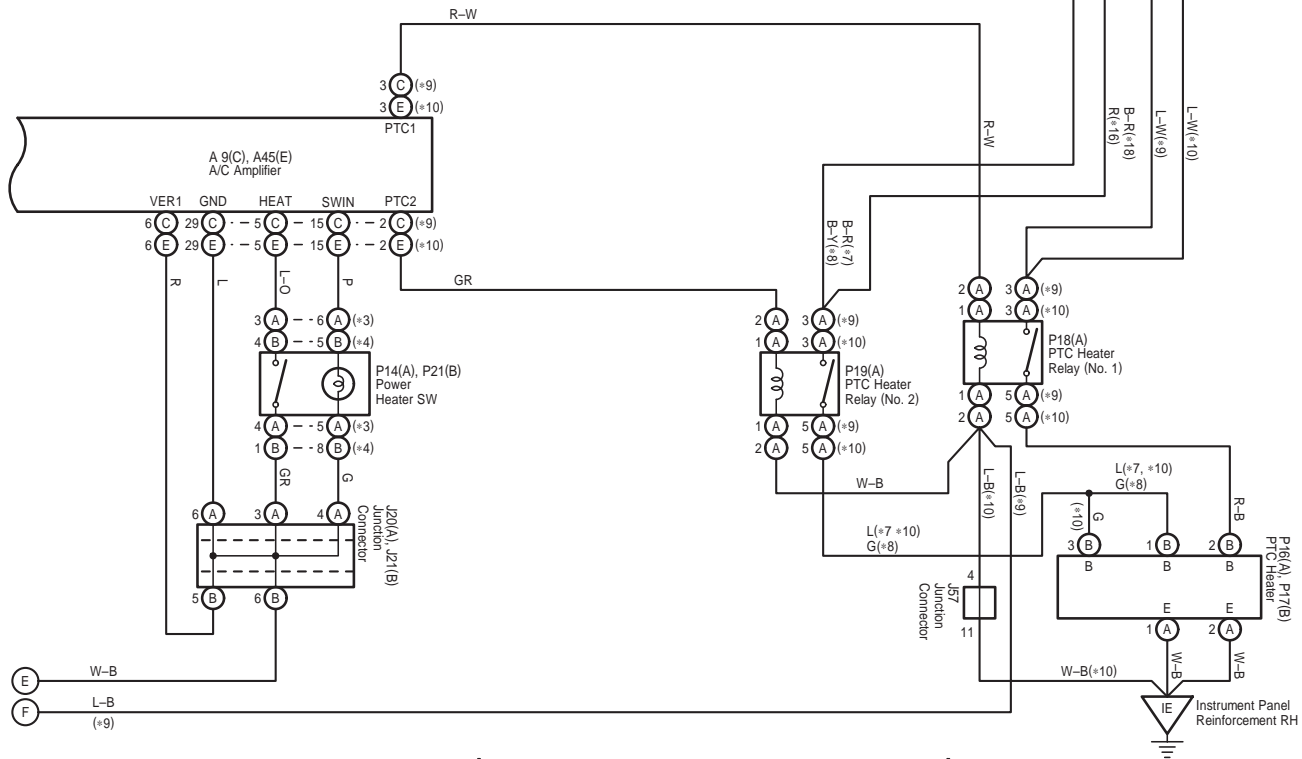 R–W
3 C (*9)
3 E (*10)
PTC1
A 9(C), A45(E)
A/C Amplifier
VER1 GND HEAT SWIN PTC2
6 C 29 C 5 C 15 C 2 C (*9)
6 E 29 E 5 E 15 E 2 E (*10)
R
L
L–O
P
GR
R–W
B–R(*7)
B–Y(*8)
R(*16)
B–R(*18)
L–W(*9)
L–W(*10)
3 A 6 A (*3)
4 B 5 B (*4)
P14(A), P21(B)
Power
Heater SW
4 A 5 A (*3)
1 B 8 B (*4)
GR
G
6 A 3 A 4 A
J20(A), J21(B)
Junction
Connector
5 B 6 B
2 A 3 A (*9)
1 A 3 A (*10)
P19(A)
PTC Heater
Relay (No. 2)
1 A 5 A (*9)
2 A 5 A (*10)
2 A 3 A (*9)
1 A 3 A (*10)
P18(A)
PTC Heater
Relay (No. 1)
1 A 5 A (*9)
2 A 5 A (*10)
W–B
L–B(*10)
L–B(*9)
L(*7 *10)
G(*8)
L(*7, *10)
G(*8)
R–B
G
(*10)
3 B 1 B 2 B
B B B
P16(A), P17(B)
PTC Heater
E E
1 A 2 A
4
J57
Junction
Connector
11
W–B
W–B
W–B(*10)
IE
Instrument Panel
Reinforcement RH
E
W–B
F
L–B
(*9)